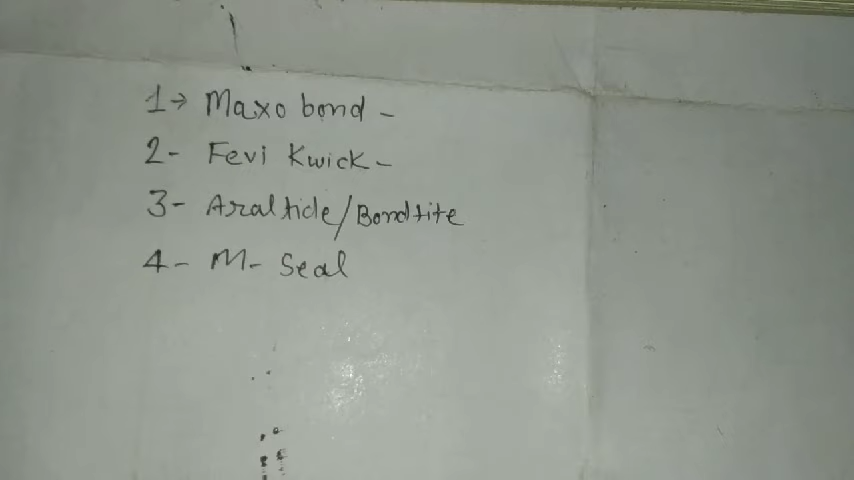 1→ Maxo bond -
2- Fevi Kwick -
3- Araltide/Bondtite
4- M- Seal